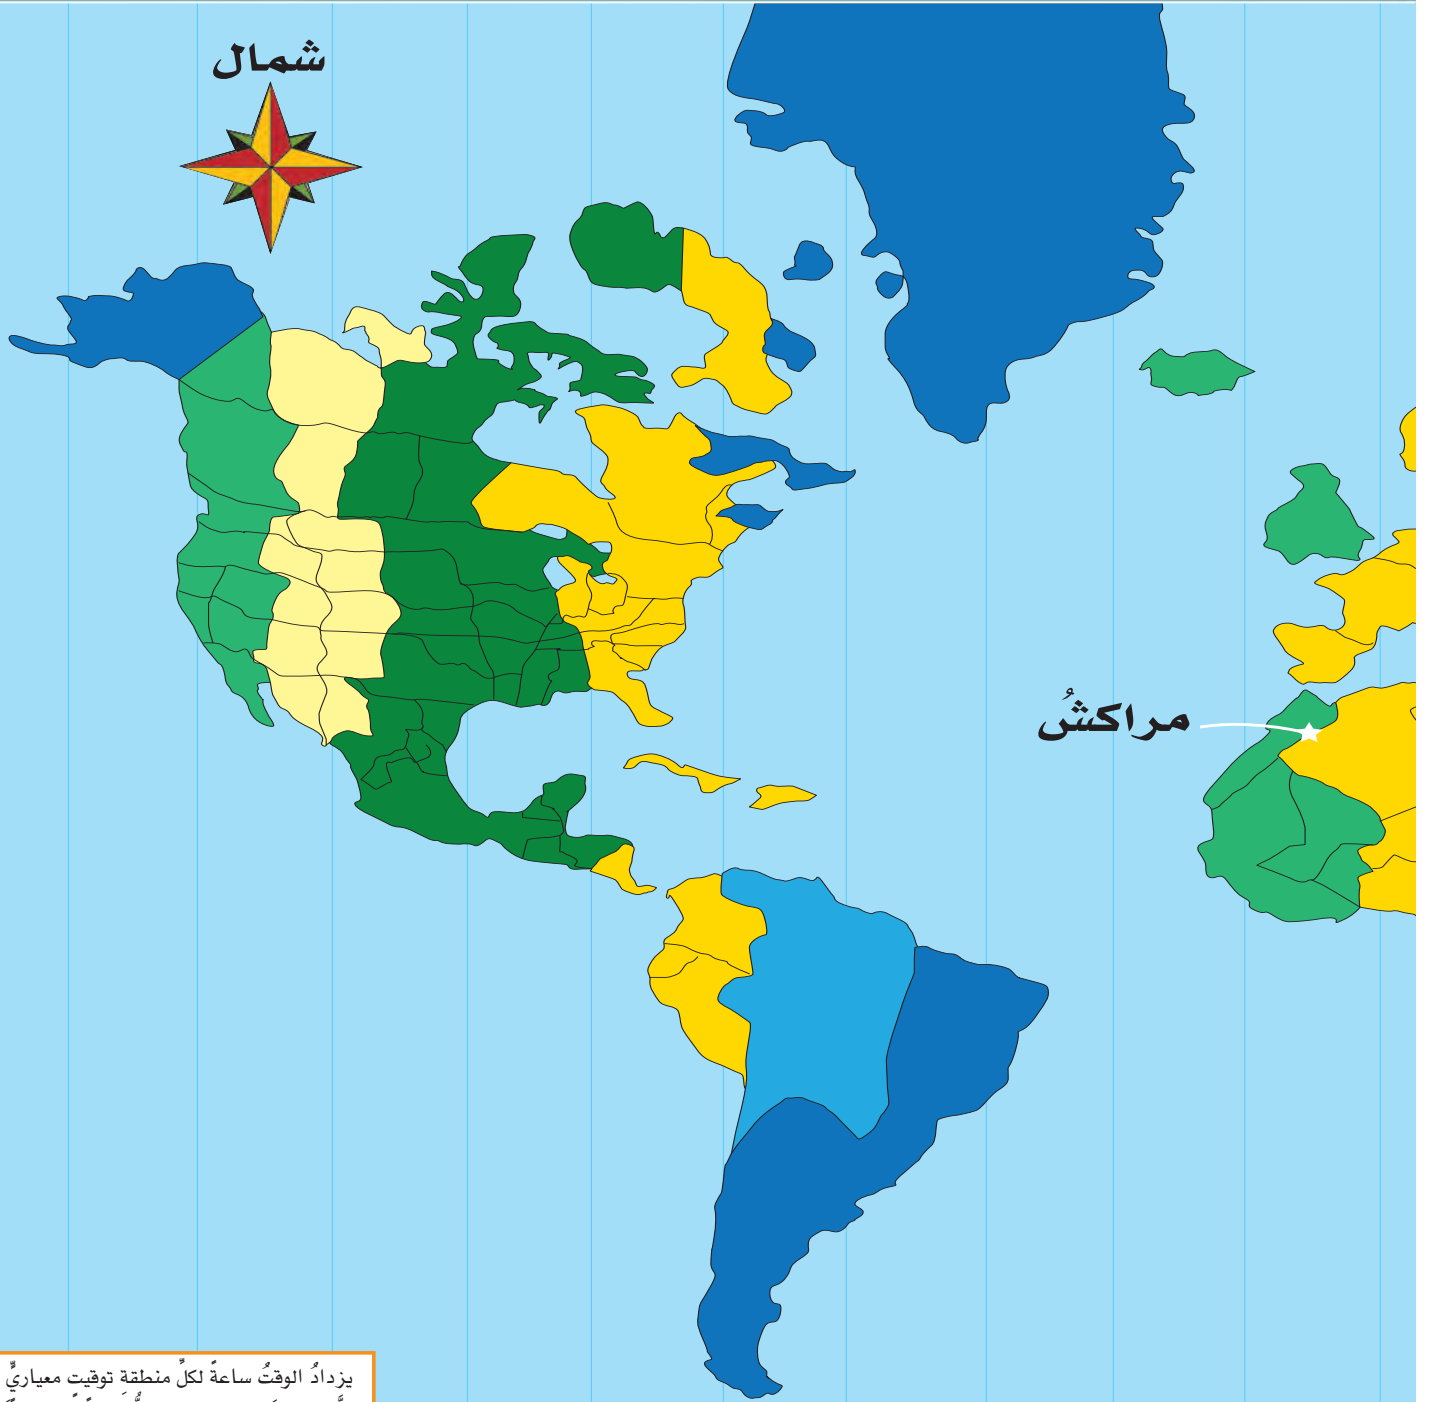 شمال
مراكشُ
يزدادُ الوقتُ ساعةً لكلِّ منطقةِ توقيتٍ معياريٍّ